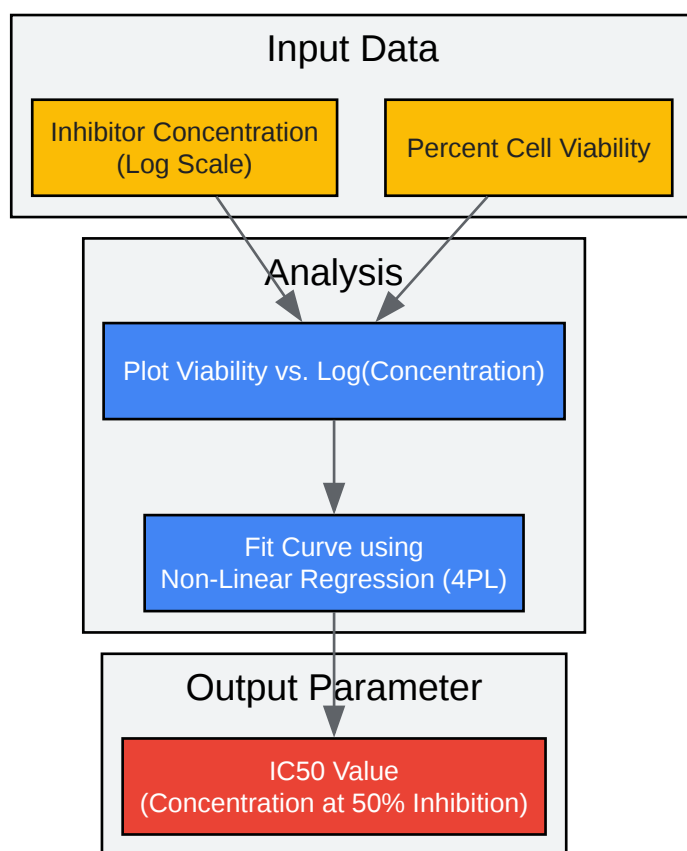 Input Data
Inhibitor Concentration
(Log Scale)
Percent Cell Viability
Analysis
Plot Viability vs. Log(Concentration)
Fit Curve using
Non-Linear Regression (4PL)
Output Parameter
IC50 Value
(Concentration at 50% Inhibition)